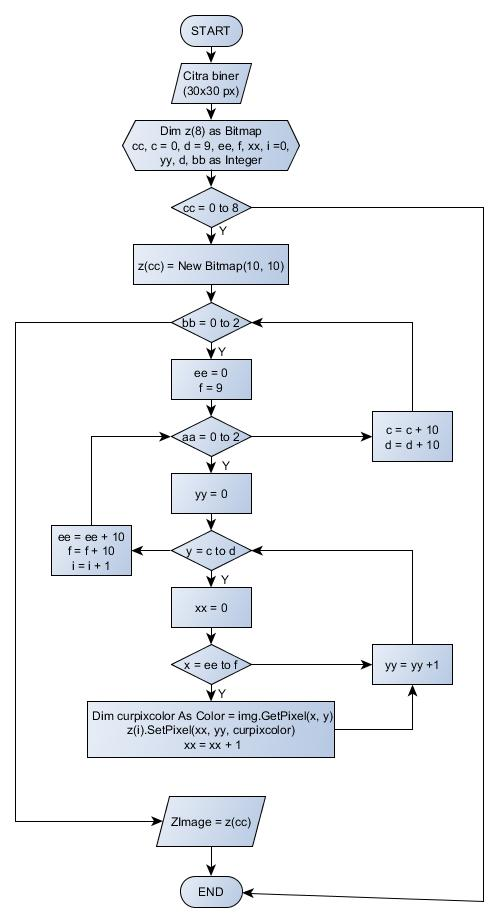 START
Citra biner
(30x30 px)
Dim z(8) as Bitmap
cc, c = 0, d = 9, ee, f, xx, i =0,
yy, d, bb as Integer
cc = 0 to 8
Y
z(cc) = New Bitmap(10, 10)
bb = 0 to 2
Y
ee = 0
f = 9
aa = 0 to 2
c = c + 10
d = d + 10
Y
yy = 0
ee = ee + 10
f = f + 10
i = i + 1
y = c to d
Y
xx = 0
x = ee to f
yy = yy +1
Y
Dim curpixcolor As Color = img.GetPixel(x, y)
z(i).SetPixel(xx, yy, curpixcolor)
xx = xx + 1
ZImage = z(cc)
END